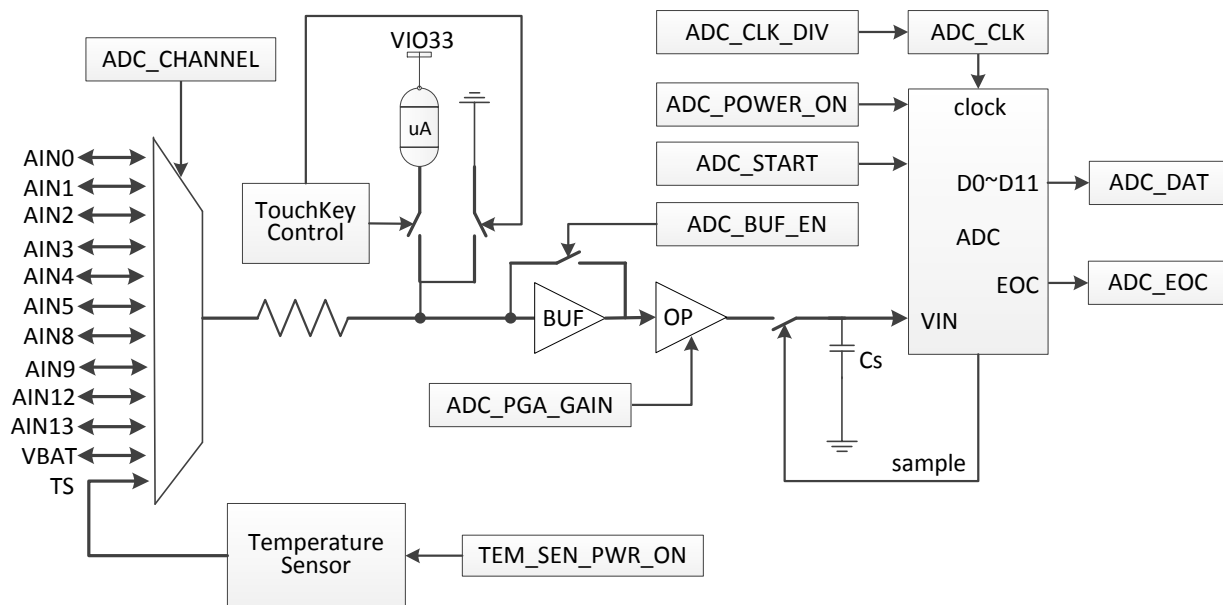 ADC_CHANNEL
VIO33
uA
ADC_CLK_DIV
ADC_CLK
ADC_POWER_ON
clock
ADC_START
D0~D11
ADC_DAT
ADC_BUF_EN
ADC
EOC
ADC_EOC
AIN0
AIN1
AIN2
AIN3
AIN4
AIN5
AIN8
AIN9
AIN12
AIN13
VBAT
TS
TouchKey
Control
BUF
OP
VIN
Cs
ADC_PGA_GAIN
sample
Temperature
Sensor
TEM_SEN_PWR_ON